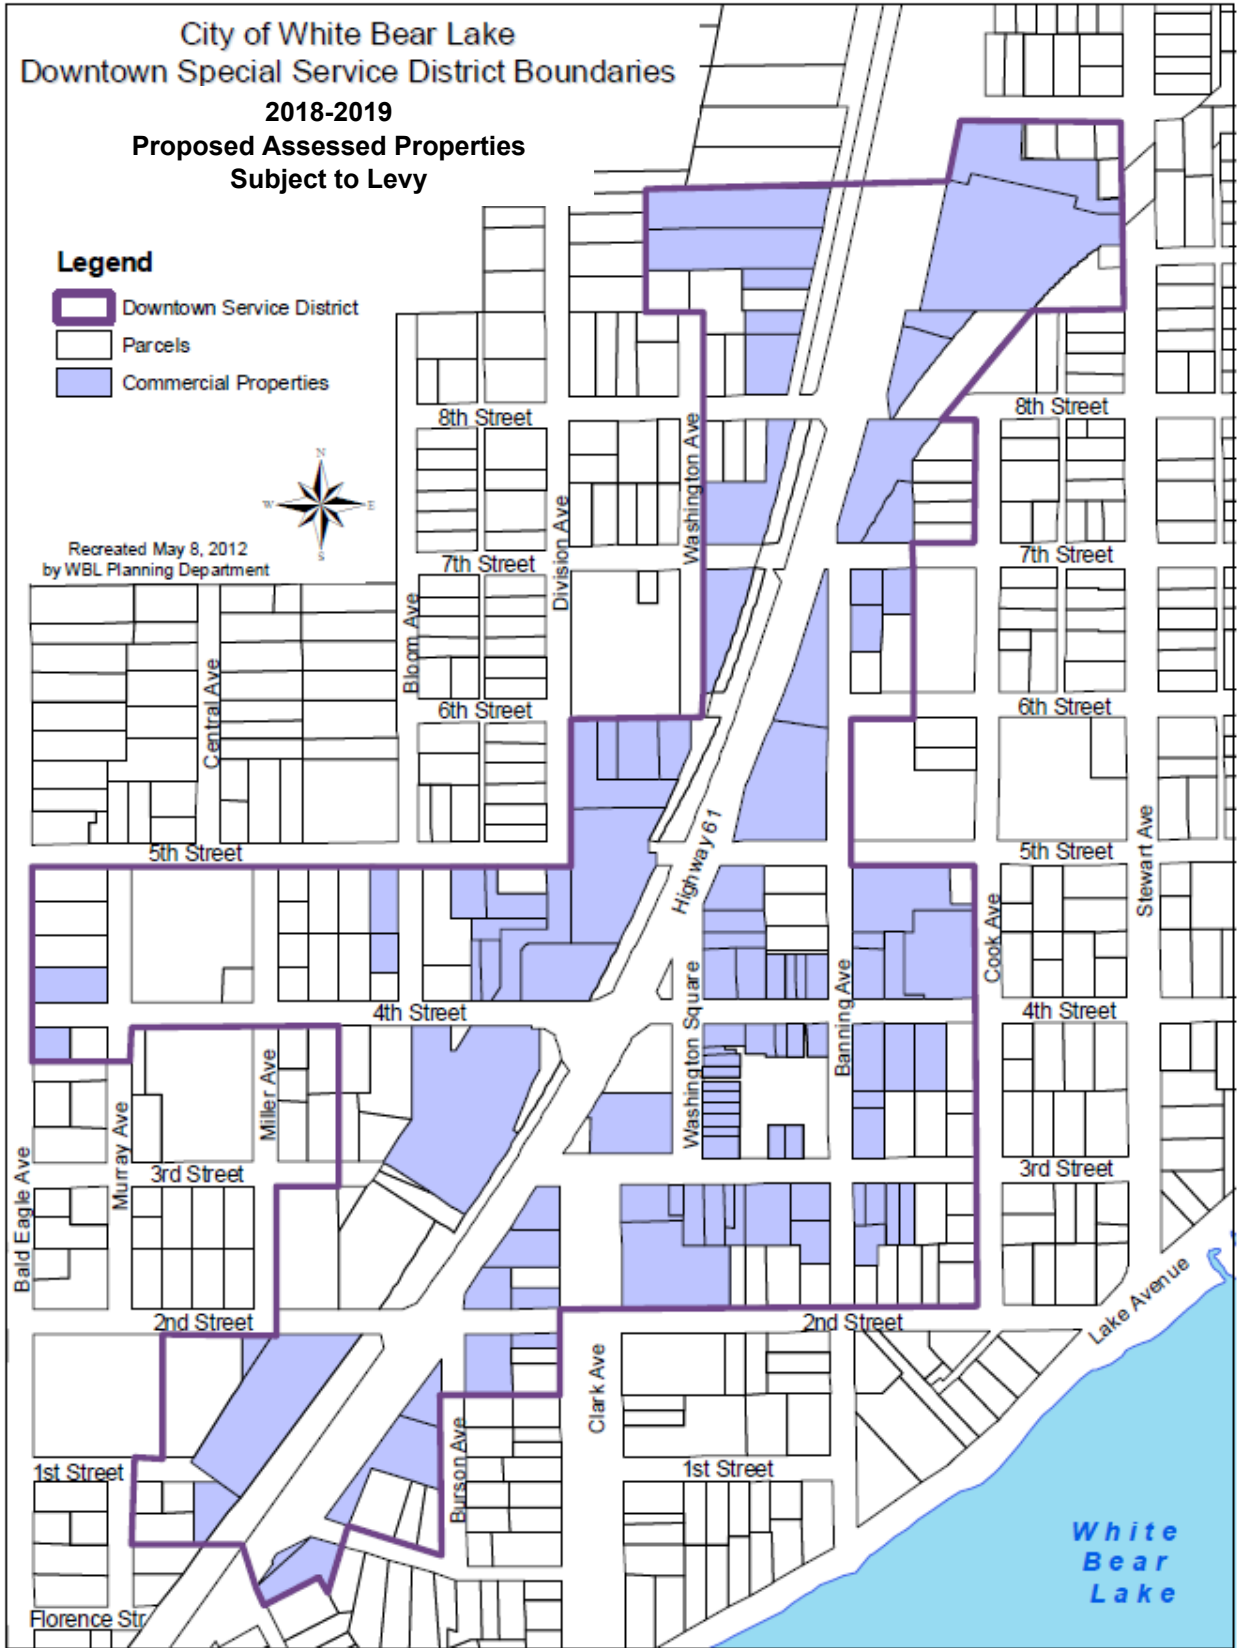 City of White Bear Lake
Downtown Special Service District Boundaries
2018-2019
Proposed Assessed Properties
Subject to Levy
Legend
Downtown Service District
Parcels
Commercial Properties
N
W
E
S
Recreated May 8, 2012
by WBL Planning Department
8th Street
8th Street
Washington Ave
Division Ave
7th Street
7th Street
Bloom Ave
Central Ave
6th Street
6th Street
Highway 61
5th Street
5th Street
Stewart Ave
Cook Ave
Washington Square
Banning Ave
4th Street
4th Street
Miller Ave
Murray Ave
Bald Eagle Ave
3rd Street
3rd Street
Lake Avenue
2nd Street
2nd Street
Clark Ave
Burson Ave
1st Street
1st Street
White
Bear
Lake
Florence Str